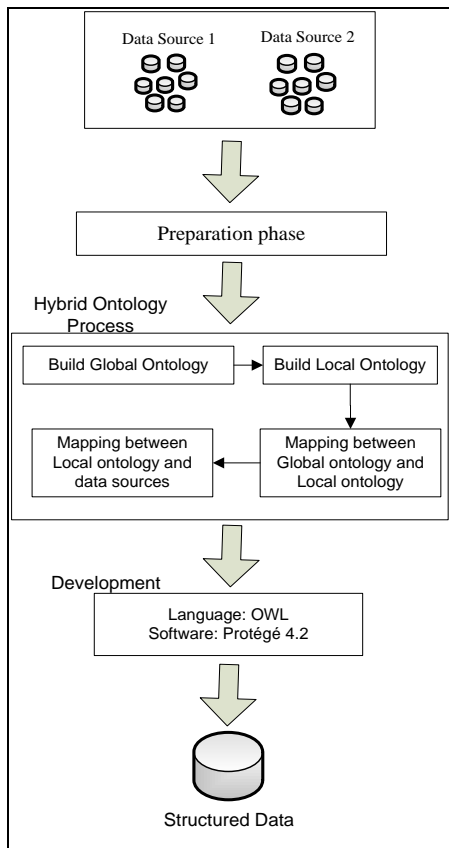 Data Source 1
Data Source 2
Preparation phase
Hybrid Ontology
Process
Build Global Ontology
Build Local Ontology
Mapping between
Global ontology and
Local ontology
Mapping between
Local ontology and
data sources
Development
Language: OWL
Software: Protégé 4.2
Structured Data